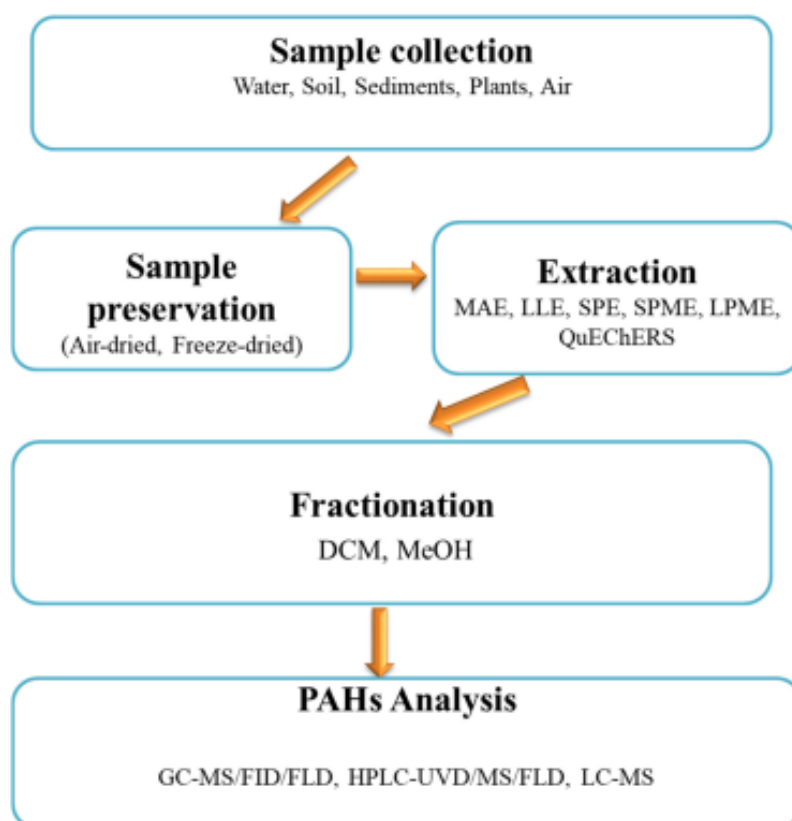 Sample collection
Water, Soil, Sediments, Plants, Air
Sample
preservation
(Air-dried, Freeze-dried)
Extraction
MAE, LLE, SPE, SPME, LPME,
QuEChERS
Fractionation
DCM, MeOH
PAHs Analysis
GC-MS/FID/FLD, HPLC-UVD/MS/FLD, LC-MS